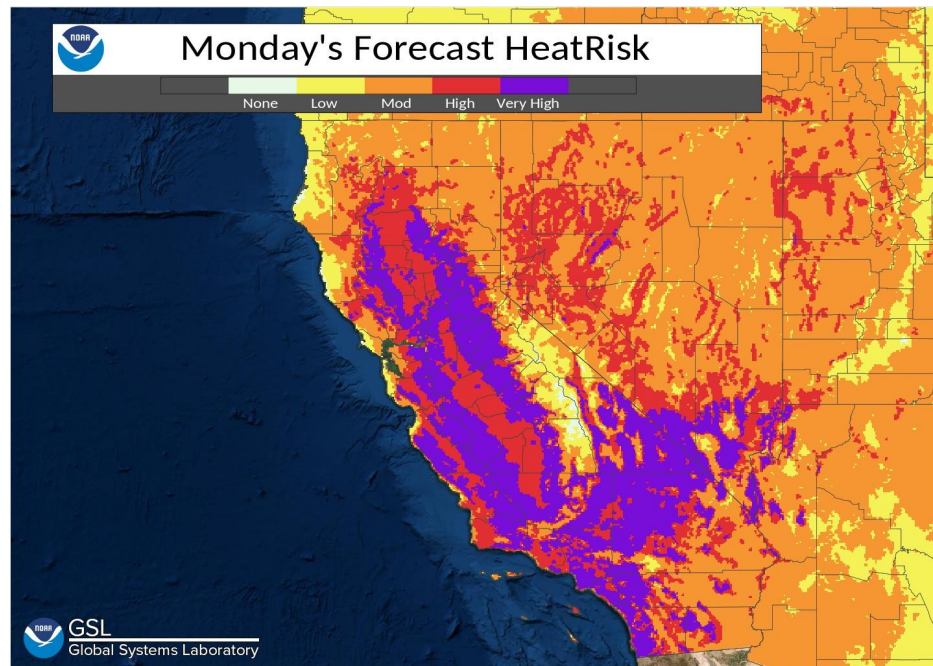 NOAA
Monday's Forecast HeatRisk
None Low Mod High Very High
NOAA
GSL
Global Systems Laboratory